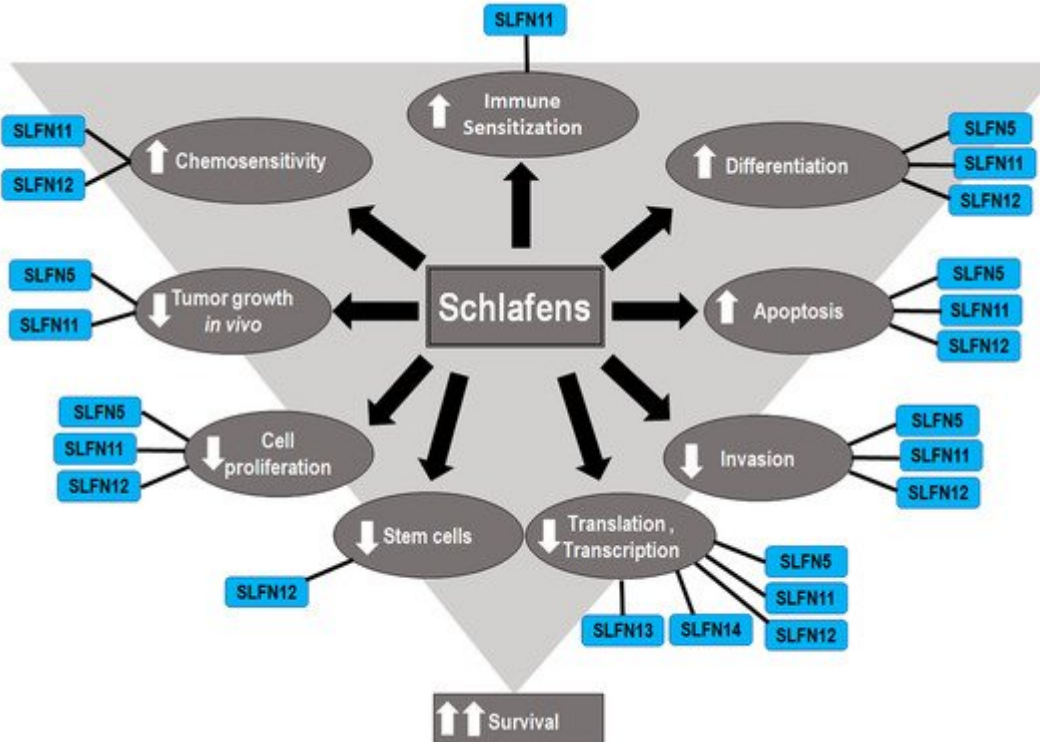 SLFN11
Immune
Sensitization
SLFN11
SLFN12
Chemosensitivity
Differentiation
SLFN5
SLFN11
SLFN12
SLFN5
SLFN11
Tumor growth
in vivo
Schlafens
Apoptosis
SLFN5
SLFN11
SLFN12
SLFN5
SLFN11
SLFN12
Cell
proliferation
Invasion
SLFN5
SLFN11
SLFN12
Stem cells
SLFN12
Translation ,
Transcription
SLFN5
SLFN11
SLFN12
SLFN13
SLFN14
Survival